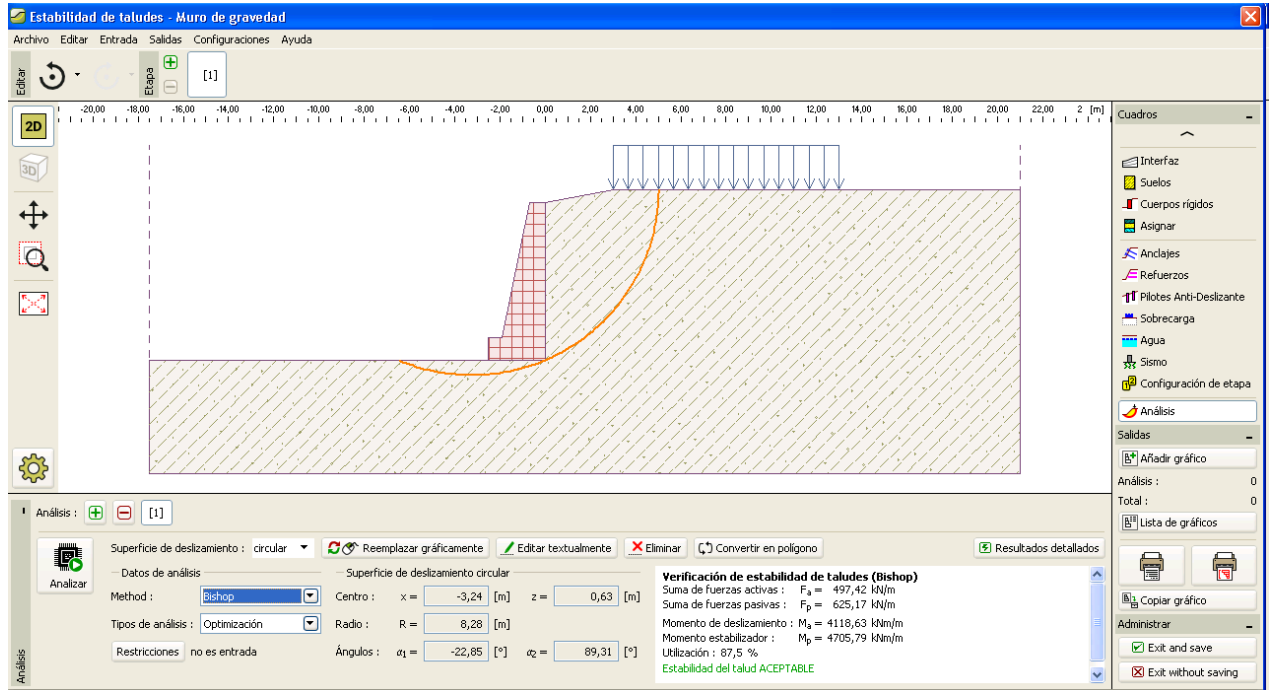 Estabilidad de taludes - Muro de gravedad
Archivo Editar Entrada Salidas Configuraciones Ayuda
Editar
Etapa
[1]
-20,00 -18,00 -16,00 -14,00 -12,00 -10,00 -8,00 -6,00 -4,00 -2,00 0,00 2,00 4,00 6,00 8,00 10,00 12,00 14,00 16,00 18,00 20,00 22,00 2 [m]
2D
3D
Cuadros
Interfaz
Suelos
Cuerpos rígidos
Asignar
Anclajes
Refuerzos
Pilotes Anti-Deslizante
Sobrecarga
Agua
Sismo
Configuración de etapa
Análisis
Salidas
Añadir gráfico
Análisis : 0
Total : 0
Lista de gráficos
Copiar gráfico
Administrar
Exit and save
Exit without saving
Análisis
Análisis : [1]
Analizar
Superficie de deslizamiento : circular Reemplazar gráficamente Editar textualmente Eliminar Convertir en polígono Resultados detallados
Datos de análisis
Method : Bishop
Tipos de análisis : Optimización
Restricciones no es entrada
Superficie de deslizamiento circular
Centro : x = -3,24 [m] z = 0,63 [m]
Radio : R = 8,28 [m]
Ángulos : α1 = -22,85 [°] α2 = 89,31 [°]
Verificación de estabilidad de taludes (Bishop)
Suma de fuerzas activas : Fa = 497,42 kN/m
Suma de fuerzas pasivas : Fp = 625,17 kN/m
Momento de deslizamiento : Ma = 4118,63 kNm/m
Momento estabilizador : Mp = 4705,79 kNm/m
Utilización : 87,5 %
Estabilidad del talud ACEPTABLE